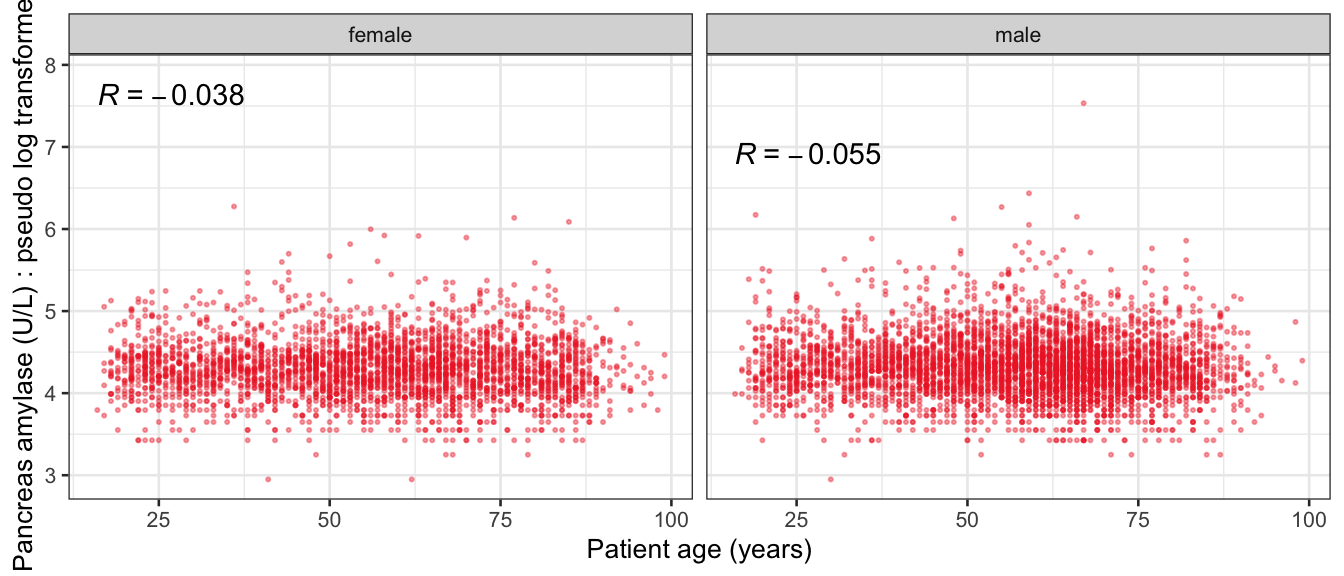 female
male
Pancreas amylase (U/L) : pseudo log transforme
8
7
6
5
4
3
R = −0.038
R = −0.055
25
50
75
100
25
50
75
100
Patient age (years)